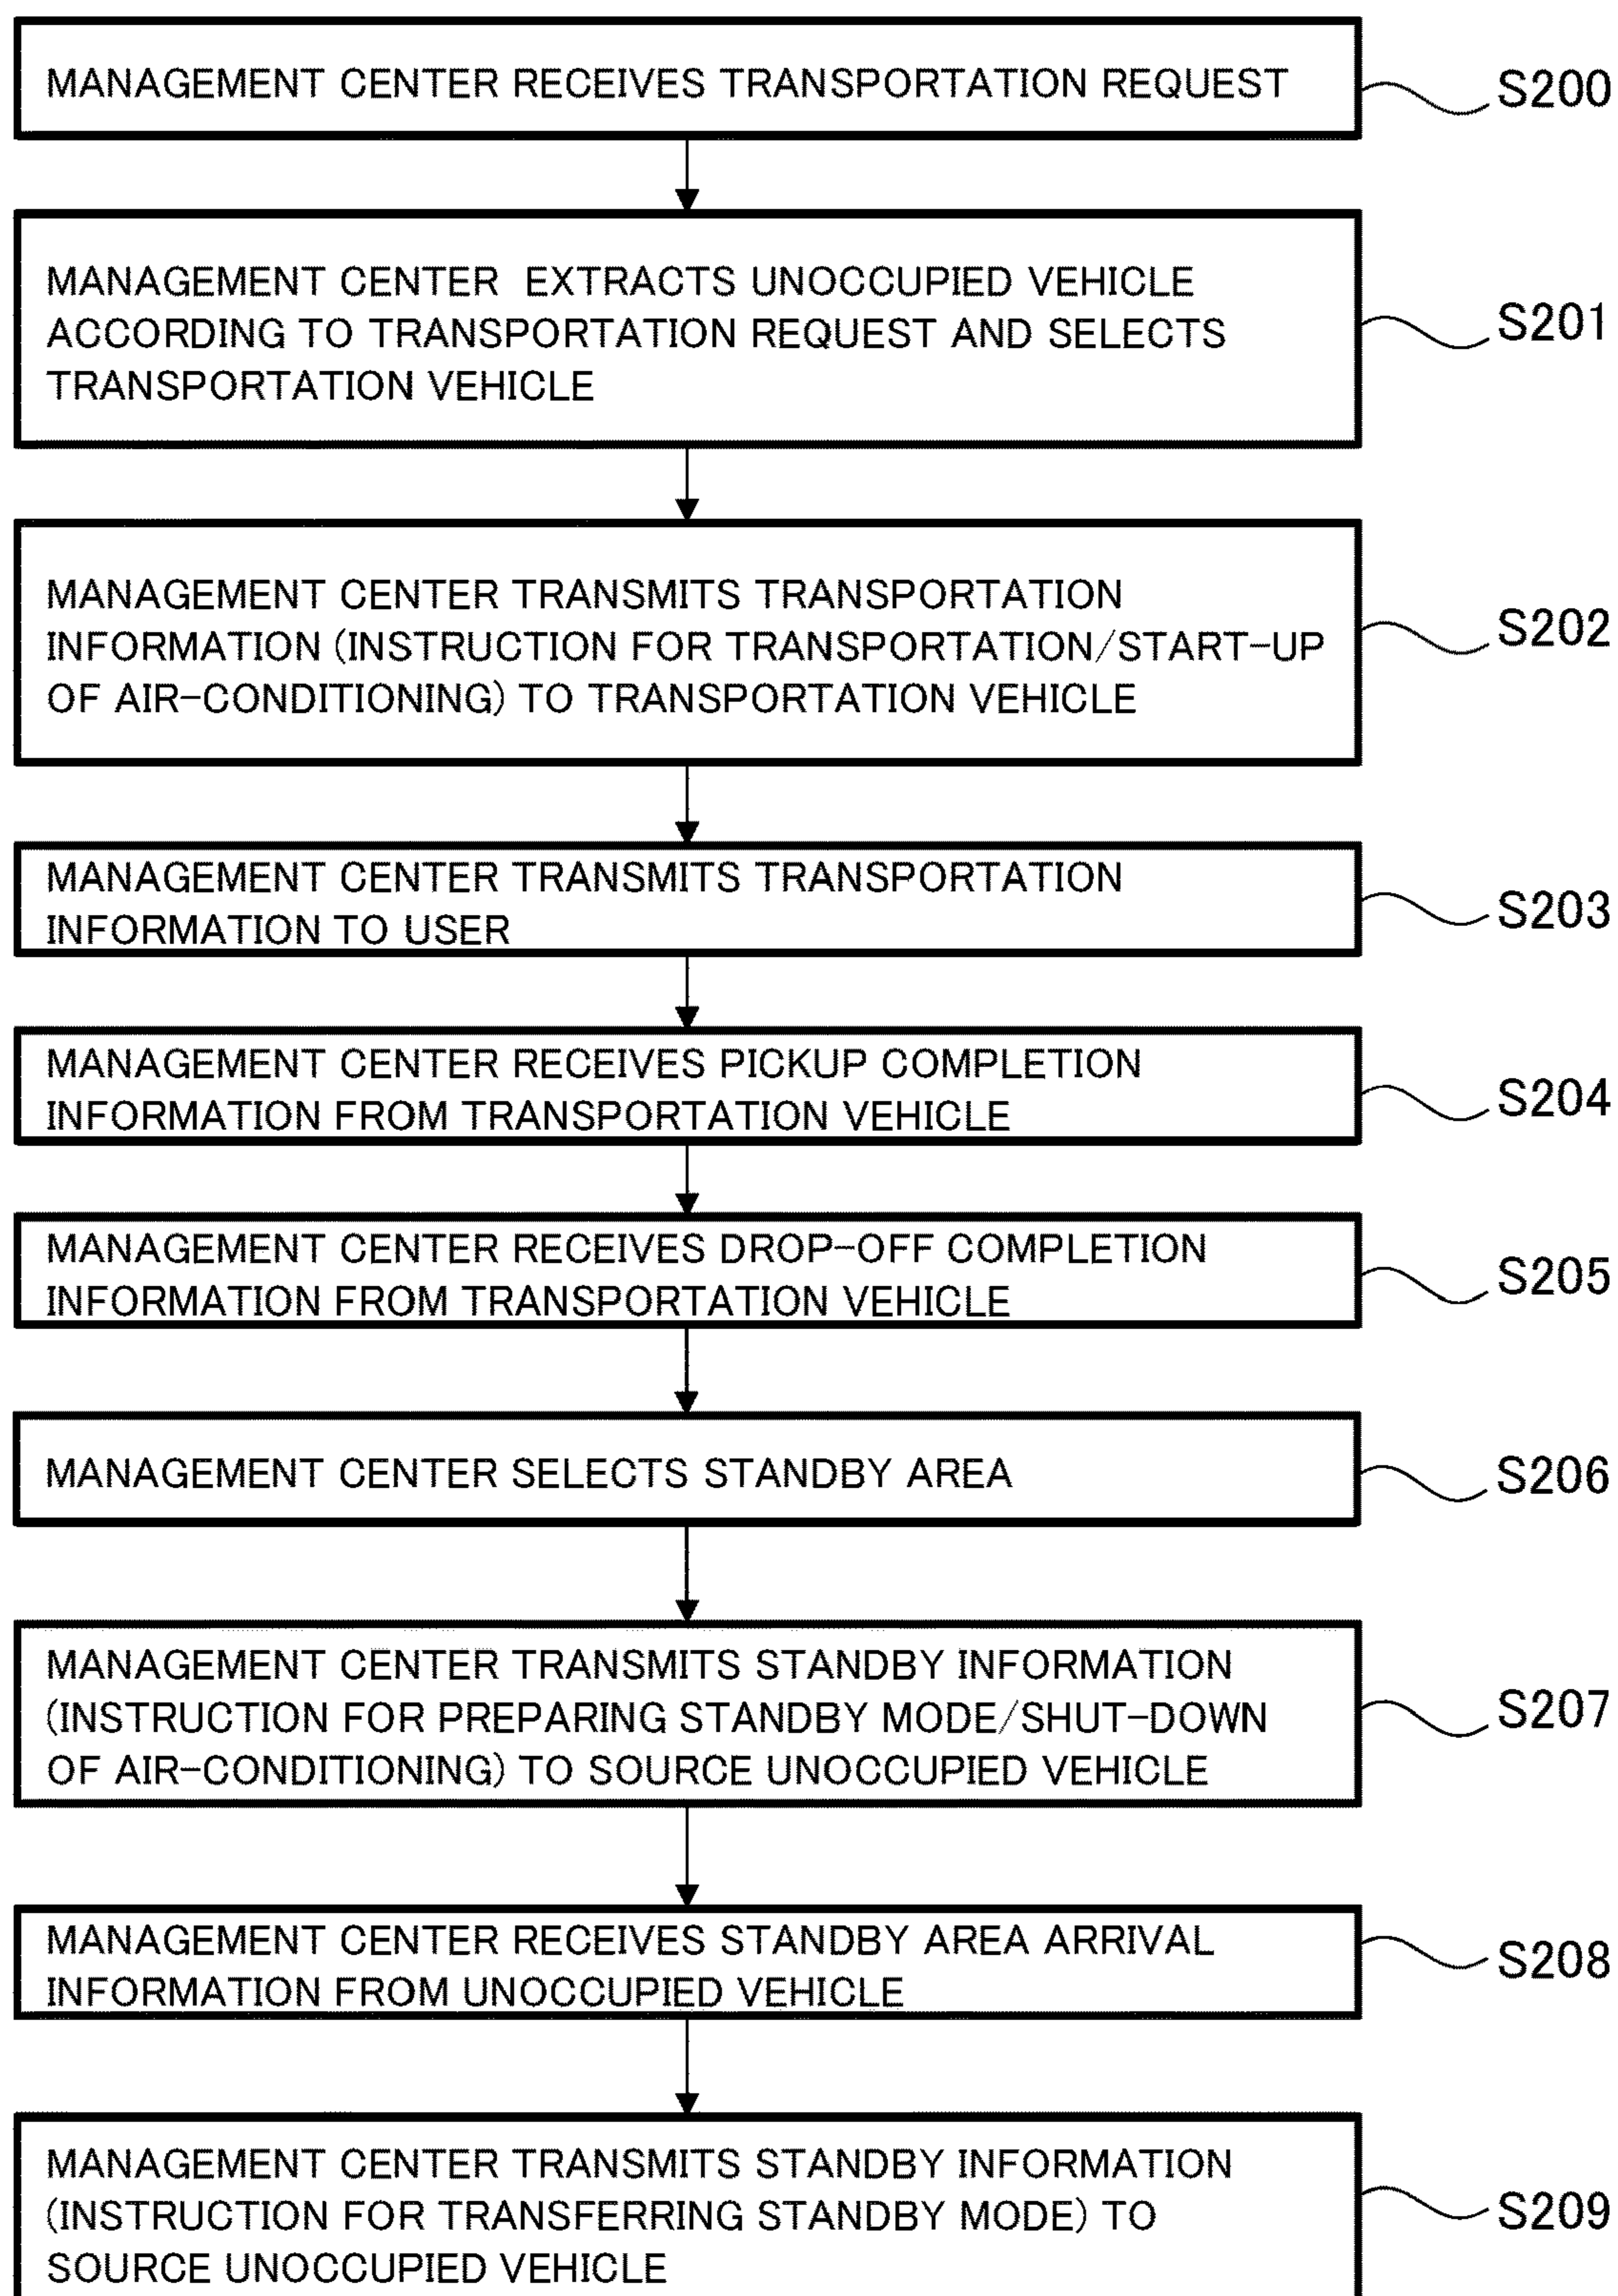 MANAGEMENT CENTER RECEIVES TRANSPORTATION REQUEST
S200
MANAGEMENT CENTER EXTRACTS UNOCCUPIED VEHICLE
ACCORDING TO TRANSPORTATION REQUEST AND SELECTS
TRANSPORTATION VEHICLE
S201
MANAGEMENT CENTER TRANSMITS TRANSPORTATION
INFORMATION (INSTRUCTION FOR TRANSPORTATION/START-UP
OF AIR-CONDITIONING) TO TRANSPORTATION VEHICLE
S202
MANAGEMENT CENTER TRANSMITS TRANSPORTATION
INFORMATION TO USER
S203
MANAGEMENT CENTER RECEIVES PICKUP COMPLETION
INFORMATION FROM TRANSPORTATION VEHICLE
S204
MANAGEMENT CENTER RECEIVES DROP-OFF COMPLETION
INFORMATION FROM TRANSPORTATION VEHICLE
S205
MANAGEMENT CENTER SELECTS STANDBY AREA
S206
MANAGEMENT CENTER TRANSMITS STANDBY INFORMATION
(INSTRUCTION FOR PREPARING STANDBY MODE/SHUT-DOWN
OF AIR-CONDITIONING) TO SOURCE UNOCCUPIED VEHICLE
S207
MANAGEMENT CENTER RECEIVES STANDBY AREA ARRIVAL
INFORMATION FROM UNOCCUPIED VEHICLE
S208
MANAGEMENT CENTER TRANSMITS STANDBY INFORMATION
(INSTRUCTION FOR TRANSFERRING STANDBY MODE) TO
SOURCE UNOCCUPIED VEHICLE
S209